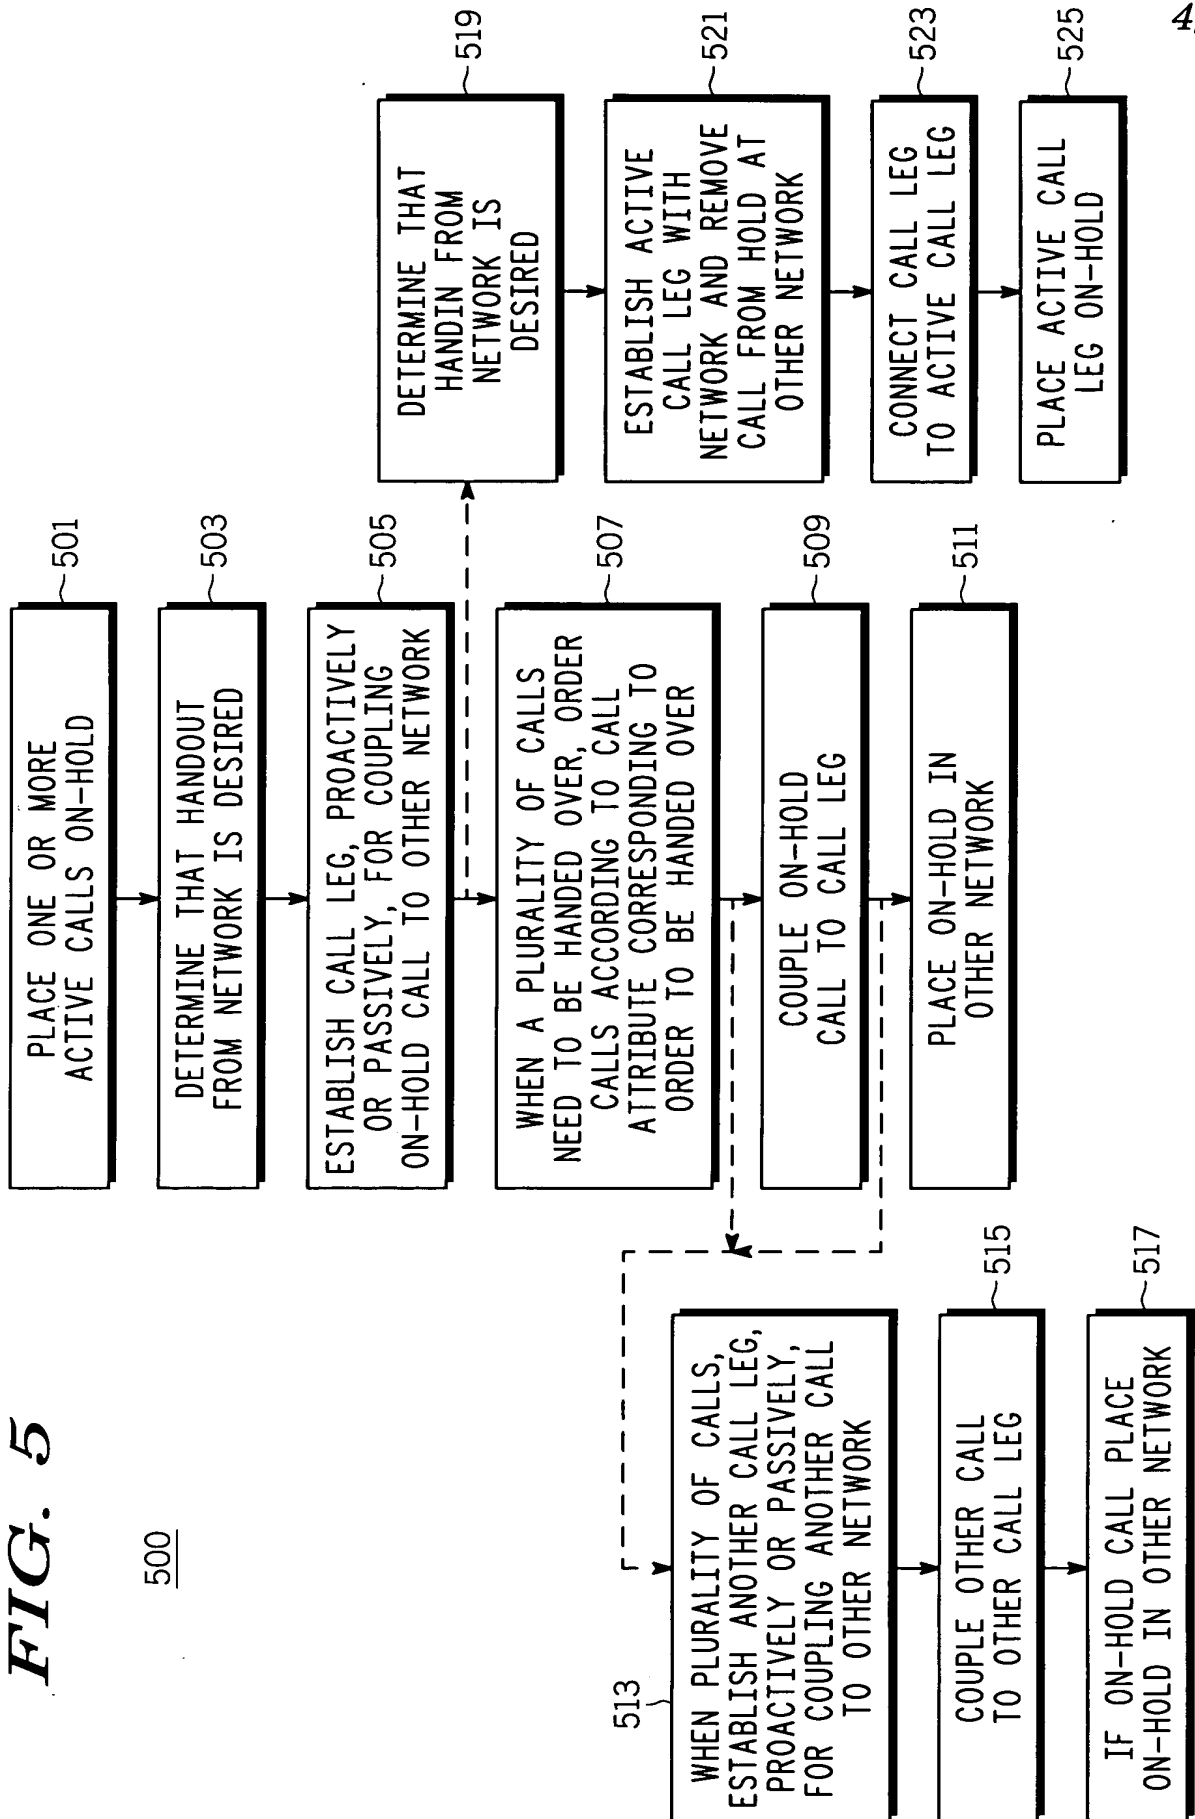 FIG. 5
500
PLACE ONE OR MORE
ACTIVE CALLS ON-HOLD
501
DETERMINE THAT HANDOUT
FROM NETWORK IS DESIRED
503
ESTABLISH CALL LEG, PROACTIVELY
OR PASSIVELY, FOR COUPLING
ON-HOLD CALL TO OTHER NETWORK
505
WHEN A PLURALITY OF CALLS
NEED TO BE HANDED OVER, ORDER
CALLS ACCORDING TO CALL
ATTRIBUTE CORRESPONDING TO
ORDER TO BE HANDED OVER
507
COUPLE ON-HOLD
CALL TO CALL LEG
509
PLACE ON-HOLD IN
OTHER NETWORK
511
513
WHEN PLURALITY OF CALLS,
ESTABLISH ANOTHER CALL LEG,
PROACTIVELY OR PASSIVELY,
FOR COUPLING ANOTHER CALL
TO OTHER NETWORK
COUPLE OTHER CALL
TO OTHER CALL LEG
515
IF ON-HOLD CALL PLACE
ON-HOLD IN OTHER NETWORK
517
DETERMINE THAT
HANDIN FROM
NETWORK IS
DESIRED
519
ESTABLISH ACTIVE
CALL LEG WITH
NETWORK AND REMOVE
CALL FROM HOLD AT
OTHER NETWORK
521
CONNECT CALL LEG
TO ACTIVE CALL LEG
523
PLACE ACTIVE CALL
LEG ON-HOLD
525